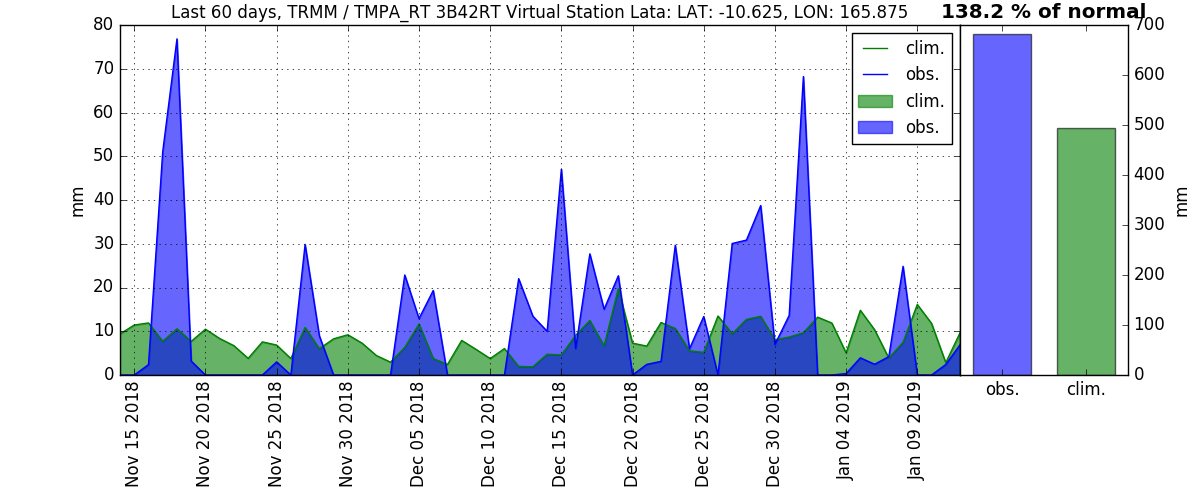 Last 60 days, TRMM / TMPA_RT 3B42RT Virtual Station Lata: LAT: -10.625, LON: 165.875
138.2 % of normal
80
70
60
50
40
30
20
10
0
mm
clim.
obs.
clim.
obs.
700
600
500
400
300
200
100
0
mm
Nov 15 2018
Nov 20 2018
Nov 25 2018
Nov 30 2018
Dec 05 2018
Dec 10 2018
Dec 15 2018
Dec 20 2018
Dec 25 2018
Dec 30 2018
Jan 04 2019
Jan 09 2019
obs.
clim.